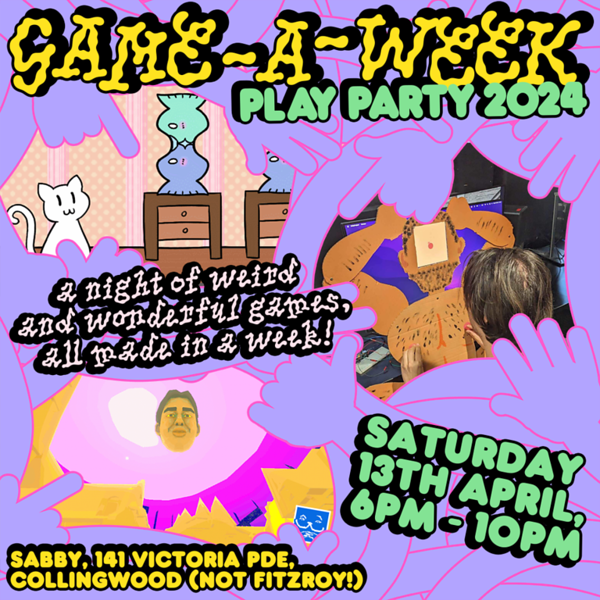 GAME-A-WEEK
PLAY PARTY 2024
a night of weird
and wonderful games,
all made in a week!
SATURDAY
13TH APRIL,
6PM - 10PM
SABBY, 141 VICTORIA PDE,
COLLINGWOOD (NOT FITZROY!)